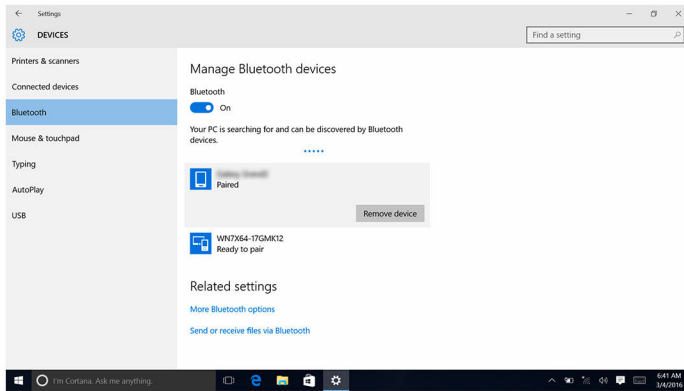 Settings
DEVICES
Find a setting
Printers & scanners
Connected devices
Bluetooth
Mouse & touchpad
Typing
AutoPlay
USB
Manage Bluetooth devices
Bluetooth
On
Your PC is searching for and can be discovered by Bluetooth
devices.
Paired
Remove device
WN7X64-17GMK12
Ready to pair
Related settings
More Bluetooth options
Send or receive files via Bluetooth
I'm Cortana. Ask me anything.
6:41 AM
3/4/2016